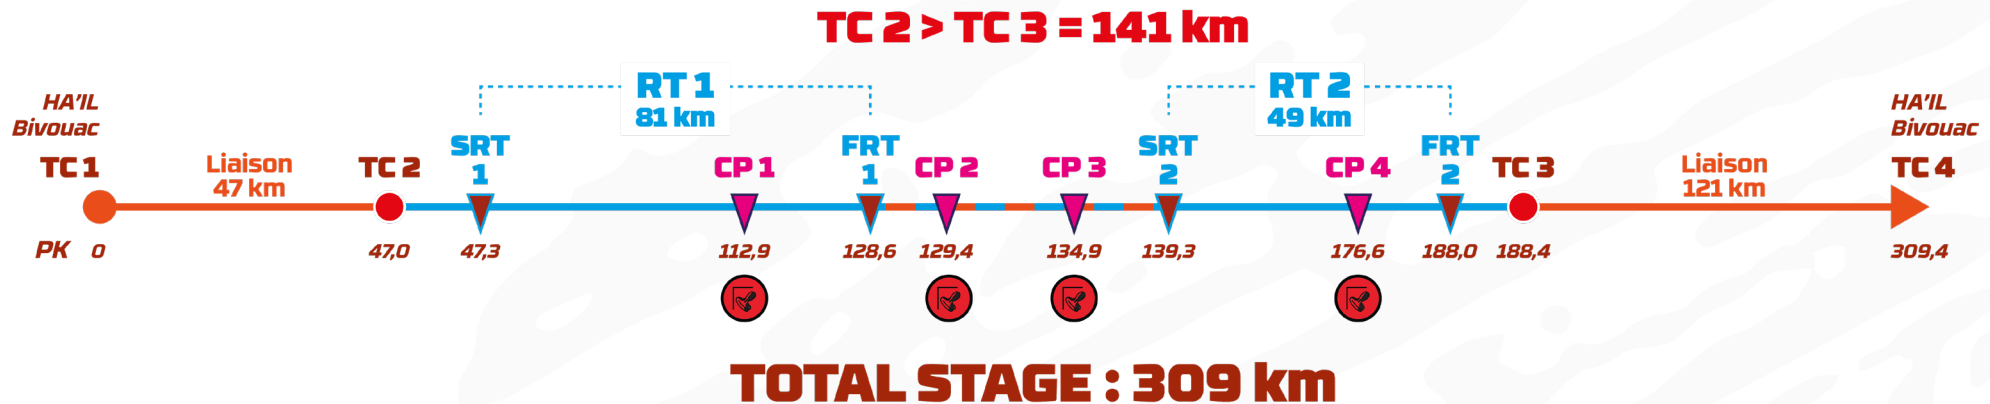 TC 2 > TC 3 = 141 km
RT 1
81 km
RT 2
49 km
HA'IL
Bivouac
TC 1
Liaison
47 km
TC 2
SRT
1
CP 1
FRT
1
CP 2
CP 3
SRT
2
CP 4
FRT
2
TC 3
Liaison
121 km
HA'IL
Bivouac
TC 4
PK 0 47,0 47,3 112,9 128,6 129,4 134,9 139,3 176,6 188,0 188,4 309,4
TOTAL STAGE : 309 km